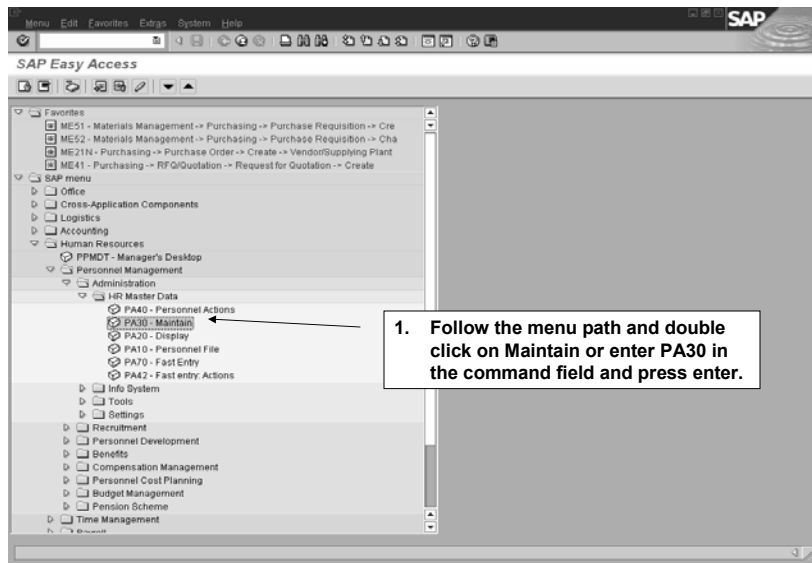 Menu Edit Favorites Extras System Help
SAP
SAP Easy Access
Favorites
ME51 - Materials Management -> Purchasing -> Purchase Requisition -> Cre
ME52 - Materials Management -> Purchasing -> Purchase Requisition -> Cha
ME21N - Purchasing -> Purchase Order -> Create -> Vendor/Supplying Plant
ME41 - Purchasing -> RFQ/Quotation -> Request for Quotation -> Create
SAP menu
Office
Cross-Application Components
Logistics
Accounting
Human Resources
PPMDT - Manager's Desktop
Personnel Management
Administration
HR Master Data
PA40 - Personnel Actions
PA30 - Maintain
PA20 - Display
PA10 - Personnel File
PA70 - Fast Entry
PA42 - Fast entry: Actions
Info System
Tools
Settings
Recruitment
Personnel Development
Benefits
Compensation Management
Personnel Cost Planning
Budget Management
Pension Scheme
Time Management
1. Follow the menu path and double
click on Maintain or enter PA30 in
the command field and press enter.